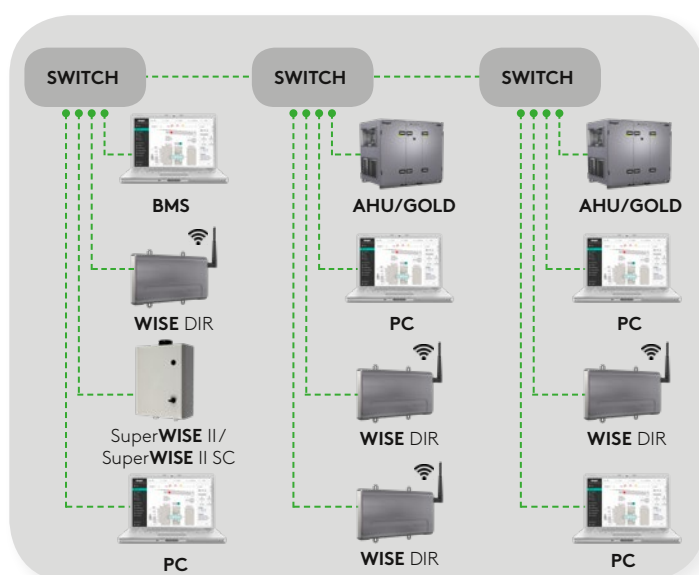 SWITCH
SWITCH
SWITCH
BMS
AHU/GOLD
AHU/GOLD
WISE DIR
PC
PC
SuperWISE II/
SuperWISE II SC
WISE DIR
WISE DIR
PC
WISE DIR
PC